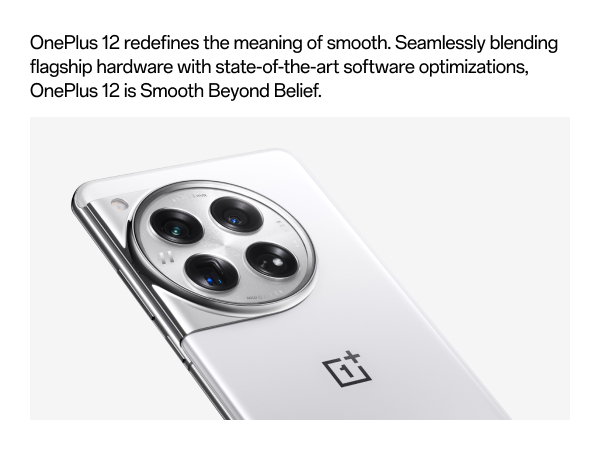 OnePlus 12 redefines the meaning of smooth. Seamlessly blending
flagship hardware with state-of-the-art software optimizations,
OnePlus 12 is Smooth Beyond Belief.
1+